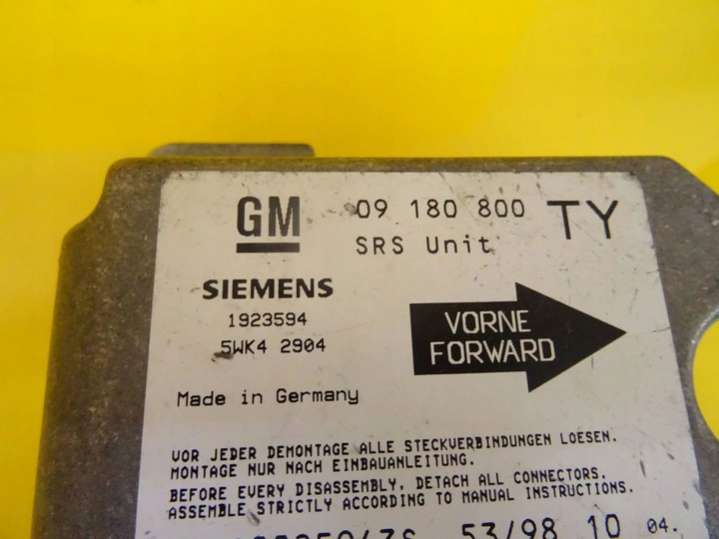 GM 09 180 800 TY
SRS Unit
SIEMENS
1923594
5WK4 2904
VORNE
FORWARD
Made in Germany
VOR JEDER DEMONTAGE ALLE STECKVERBINDUNGEN LOESEN.
MONTAGE NUR NACH EINBAUANLEITUNG.
BEFORE EVERY DISASSEMBLY, DETACH ALL CONNECTORS.
ASSEMBLE STRICTLY ACCORDING TO MANUAL INSTRUCTIONS.
53/98 10 04.